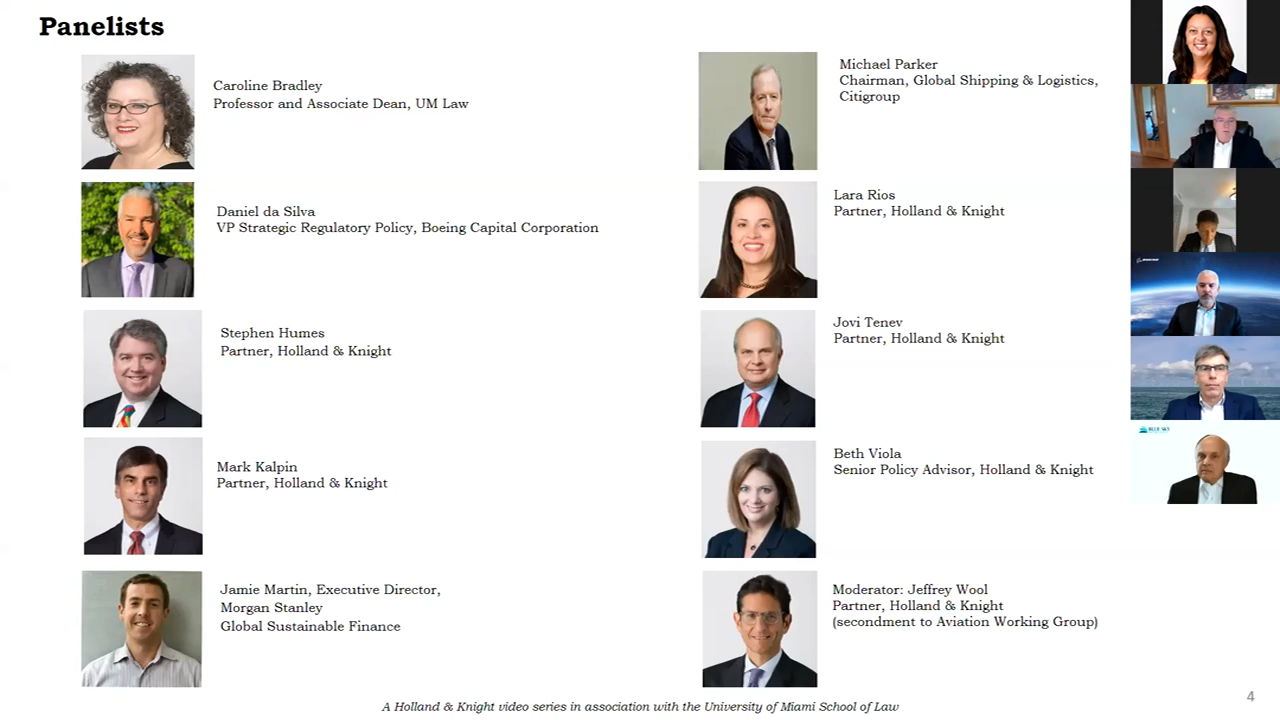 Panelists
Caroline Bradley
Professor and Associate Dean, UM Law
Daniel da Silva
VP Strategic Regulatory Policy, Boeing Capital Corporation
Stephen Humes
Partner, Holland & Knight
Mark Kalpin
Partner, Holland & Knight
Jamie Martin, Executive Director,
Morgan Stanley
Global Sustainable Finance
Michael Parker
Chairman, Global Shipping & Logistics,
Citigroup
Lara Rios
Partner, Holland & Knight
Jovi Tenev
Partner, Holland & Knight
Beth Viola
Senior Policy Advisor, Holland & Knight
Moderator: Jeffrey Wool
Partner, Holland & Knight
(secondment to Aviation Working Group)
BLUE SKY
A Holland & Knight video series in association with the University of Miami School of Law
4